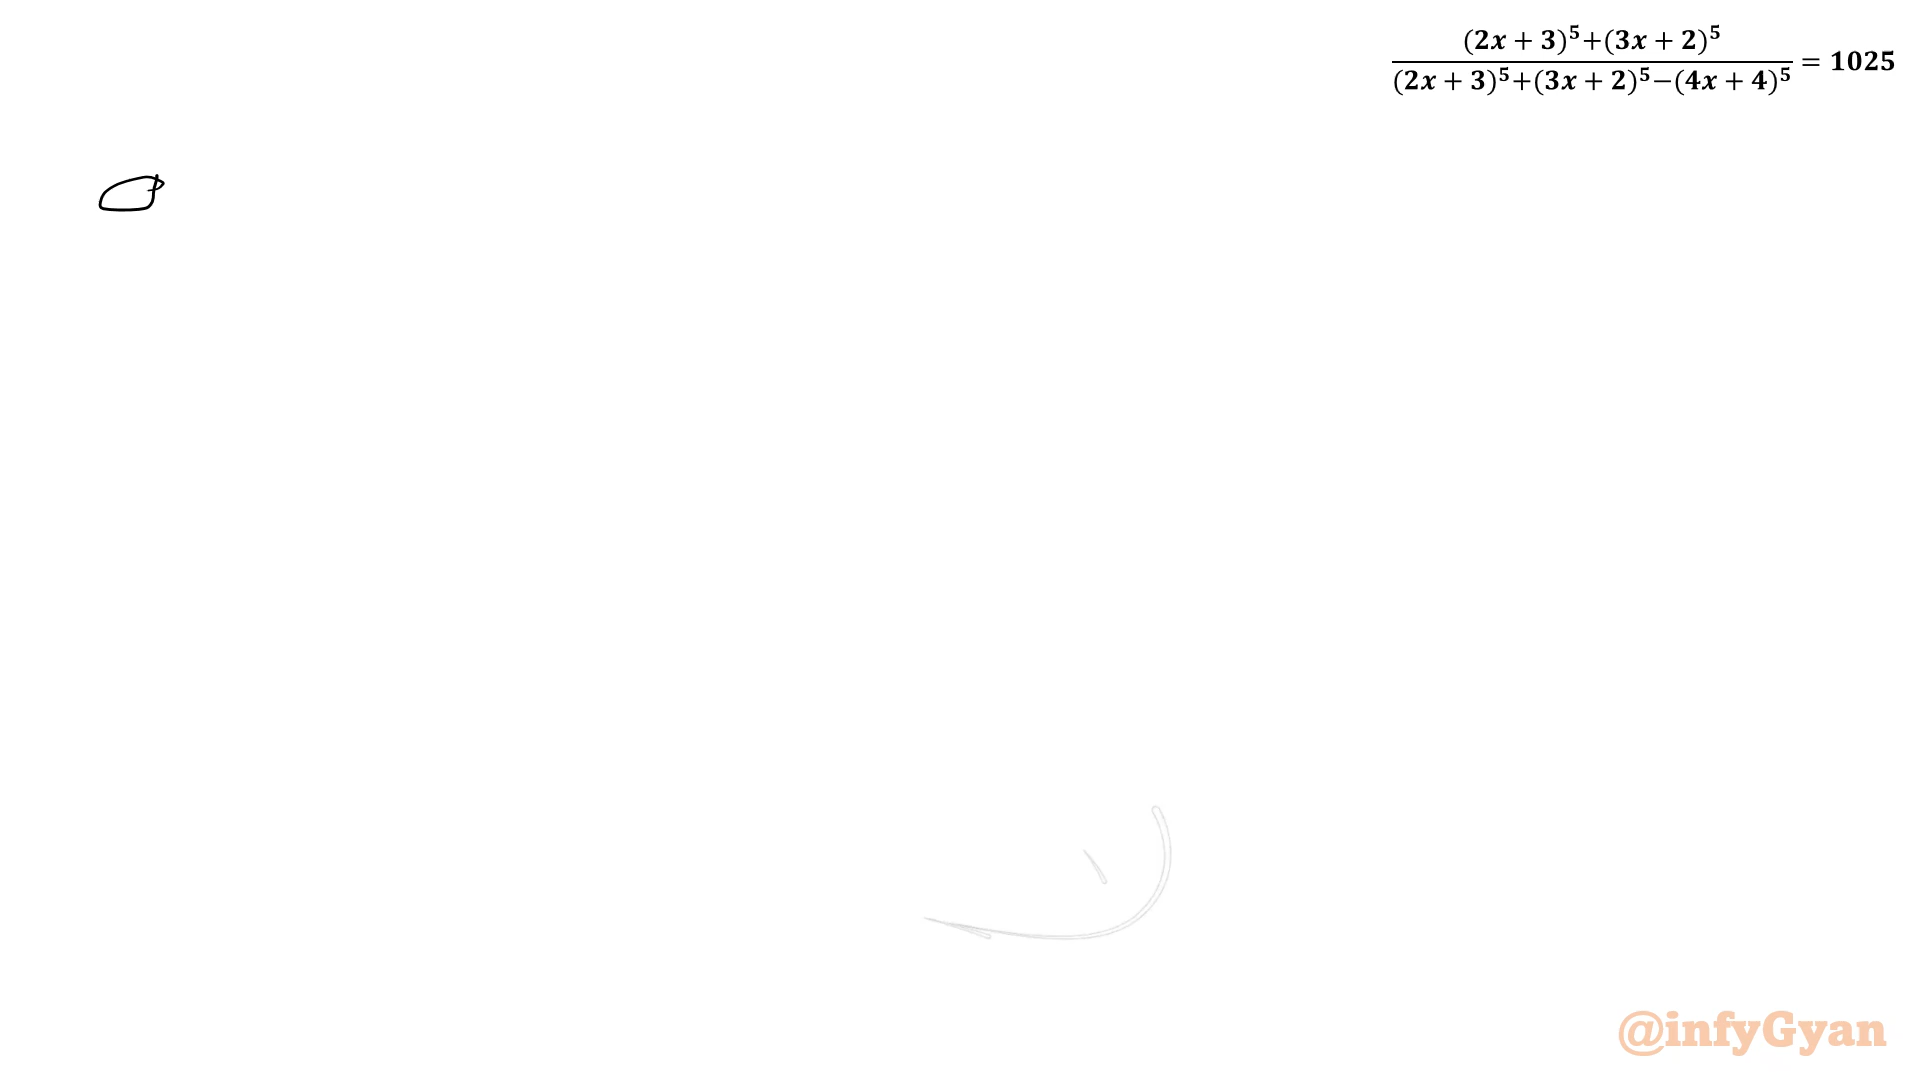 (2x + 3)⁵+(3x + 2)⁵
(2x + 3)⁵+(3x + 2)⁵−(4x + 4)⁵ = 1025
@infyGyan